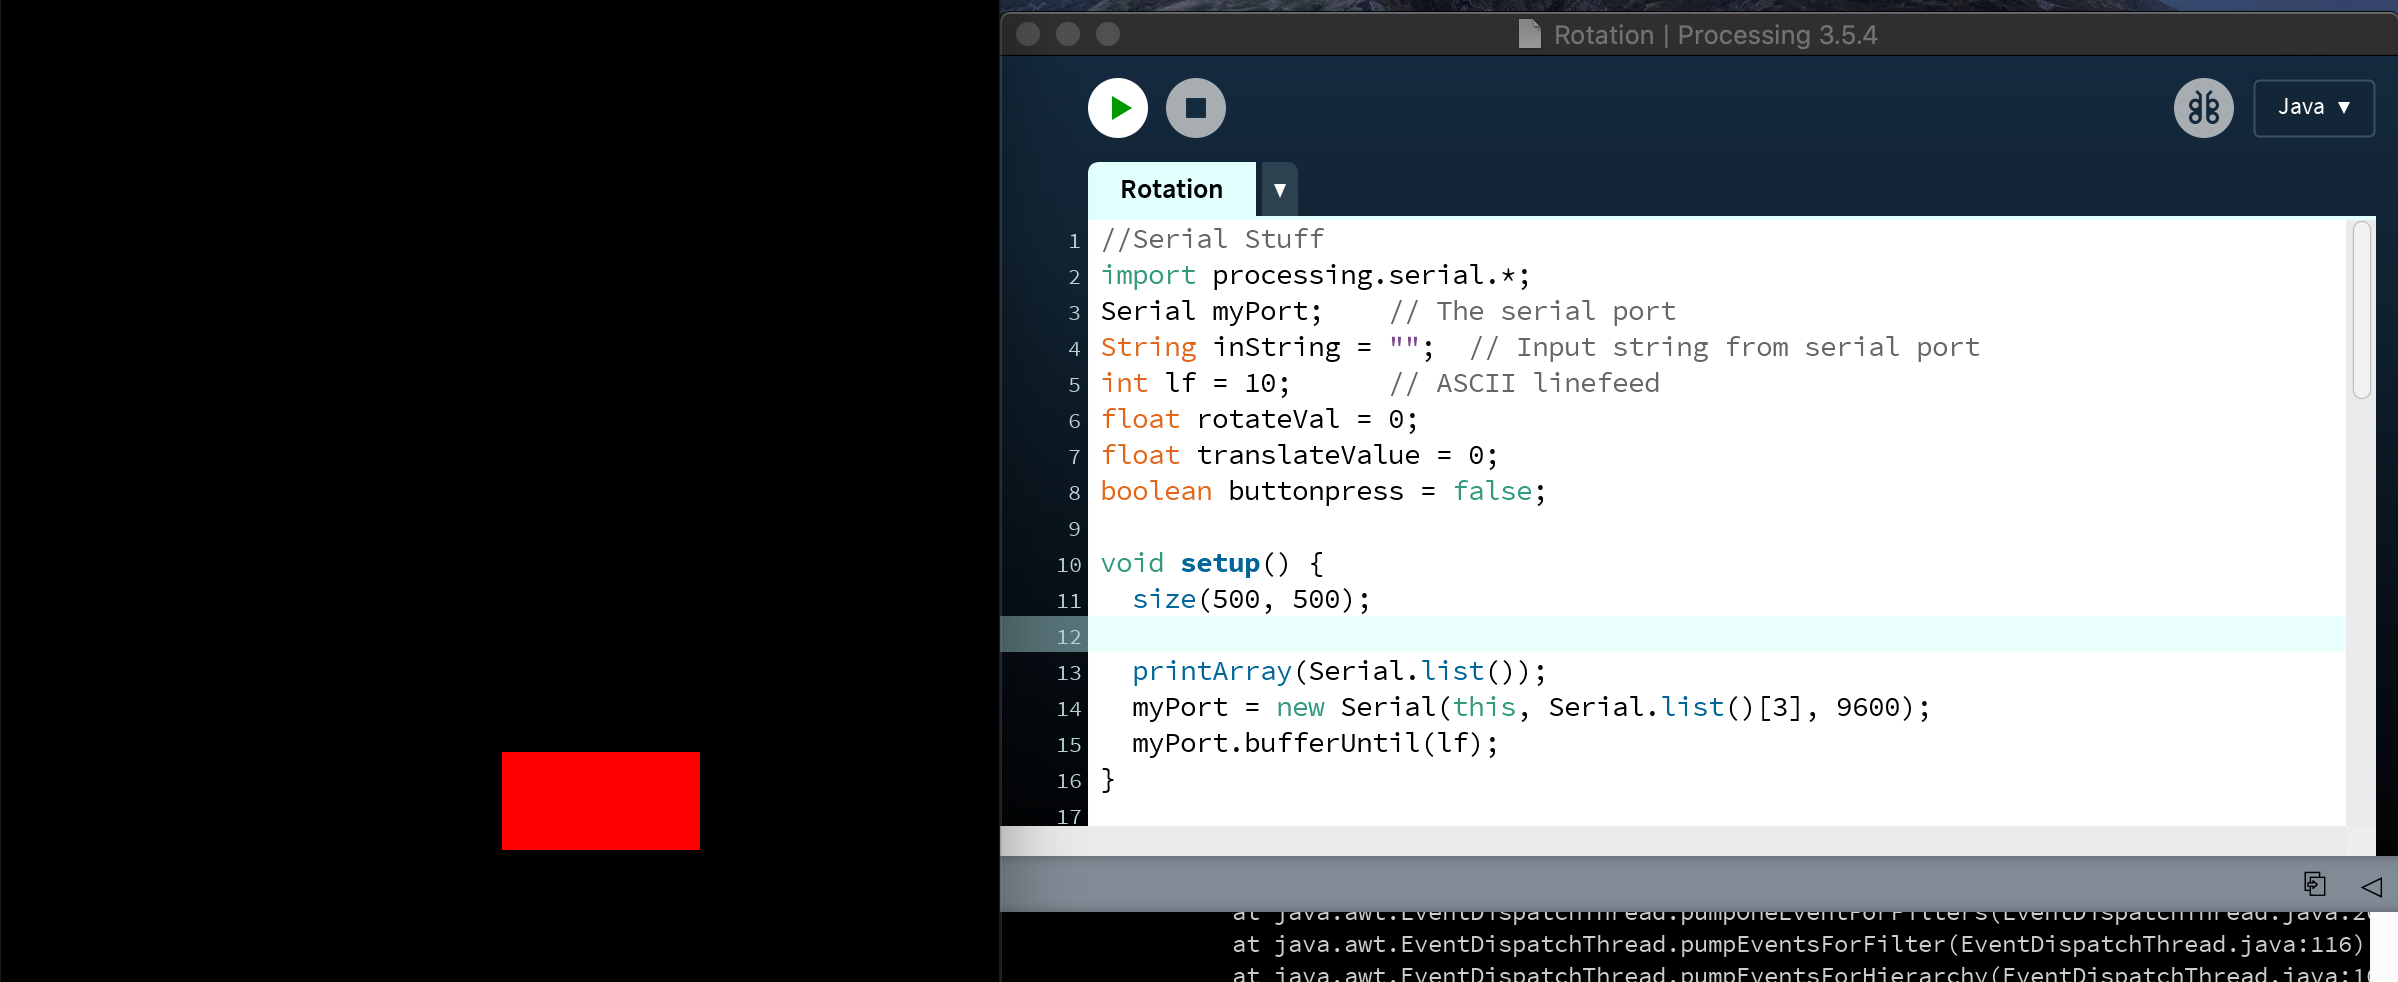 Rotation | Processing 3.5.4
Java ▼
Rotation ▼
1 //Serial Stuff
2 import processing.serial.*;
3 Serial myPort;    // The serial port
4 String inString = "";  // Input string from serial port
5 int lf = 10;      // ASCII linefeed
6 float rotateVal = 0;
7 float translateValue = 0;
8 boolean buttonpress = false;
9
10 void setup() {
11   size(500, 500);
12
13   printArray(Serial.list());
14   myPort = new Serial(this, Serial.list()[3], 9600);
15   myPort.bufferUntil(lf);
16 }
17
at java.awt.EventDispatchThread.pumpOneEventForFilters(EventDispatchThread.java:
at java.awt.EventDispatchThread.pumpEventsForFilter(EventDispatchThread.java:116)
at java.awt.EventDispatchThread.pumpEventsForHierarchy(EventDispatchThread.java: